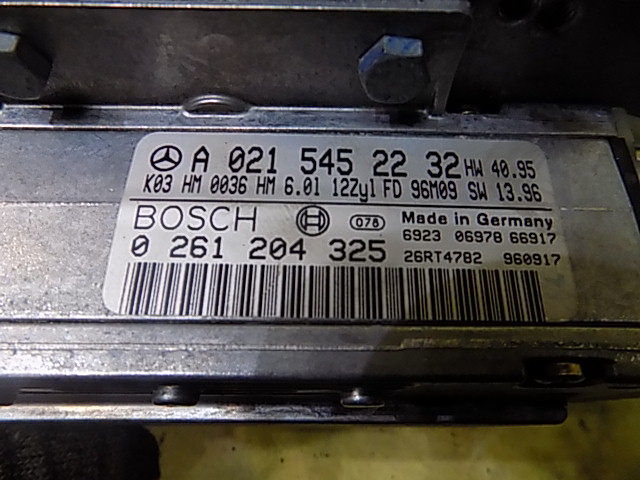 A 021 545 22 32 HW 40.95
K03 HM 0036 HM 6.0l 12Zyl FD 96M09 SW 13.96
BOSCH 078 Made in Germany
6923 06978 66917
0 261 204 325 26RT4782 960917